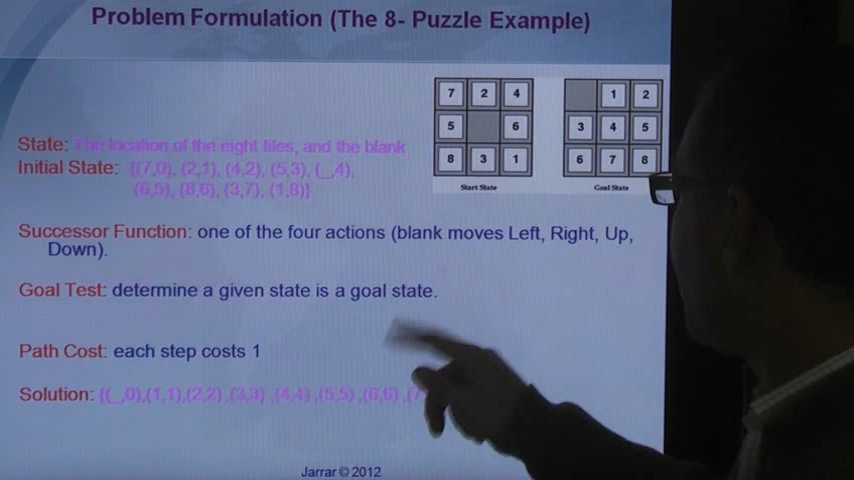 Problem Formulation (The 8- Puzzle Example)
7 2 4
5 6
8 3 1
Start State
1 2
3 4 5
6 7 8
Goal State
State: The location of the eight tiles, and the blank
Initial State: {(7,0), (2,1), (4,2), (5,3), (_,4),
(6,5), (8,6), (3,7), (1,8)}
Successor Function: one of the four actions (blank moves Left, Right, Up,
Down).
Goal Test: determine a given state is a goal state.
Path Cost: each step costs 1
Solution: {(_,0),(1,1),(2,2) ,(3,3) ,(4,4) ,(5,5) ,(6,6) ,(7
Jarrar © 2012